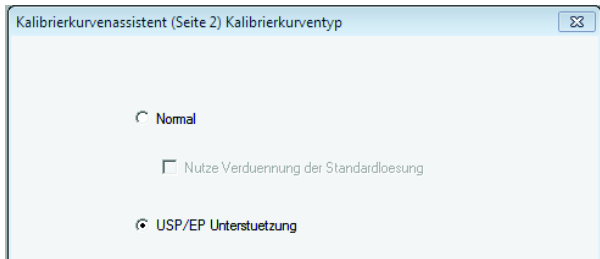 Kalibrierkurvenassistent (Seite 2) Kalibrierkurventyp
Normal
Nutze Verduennung der Standardloesung
USP/EP Unterstuetzung